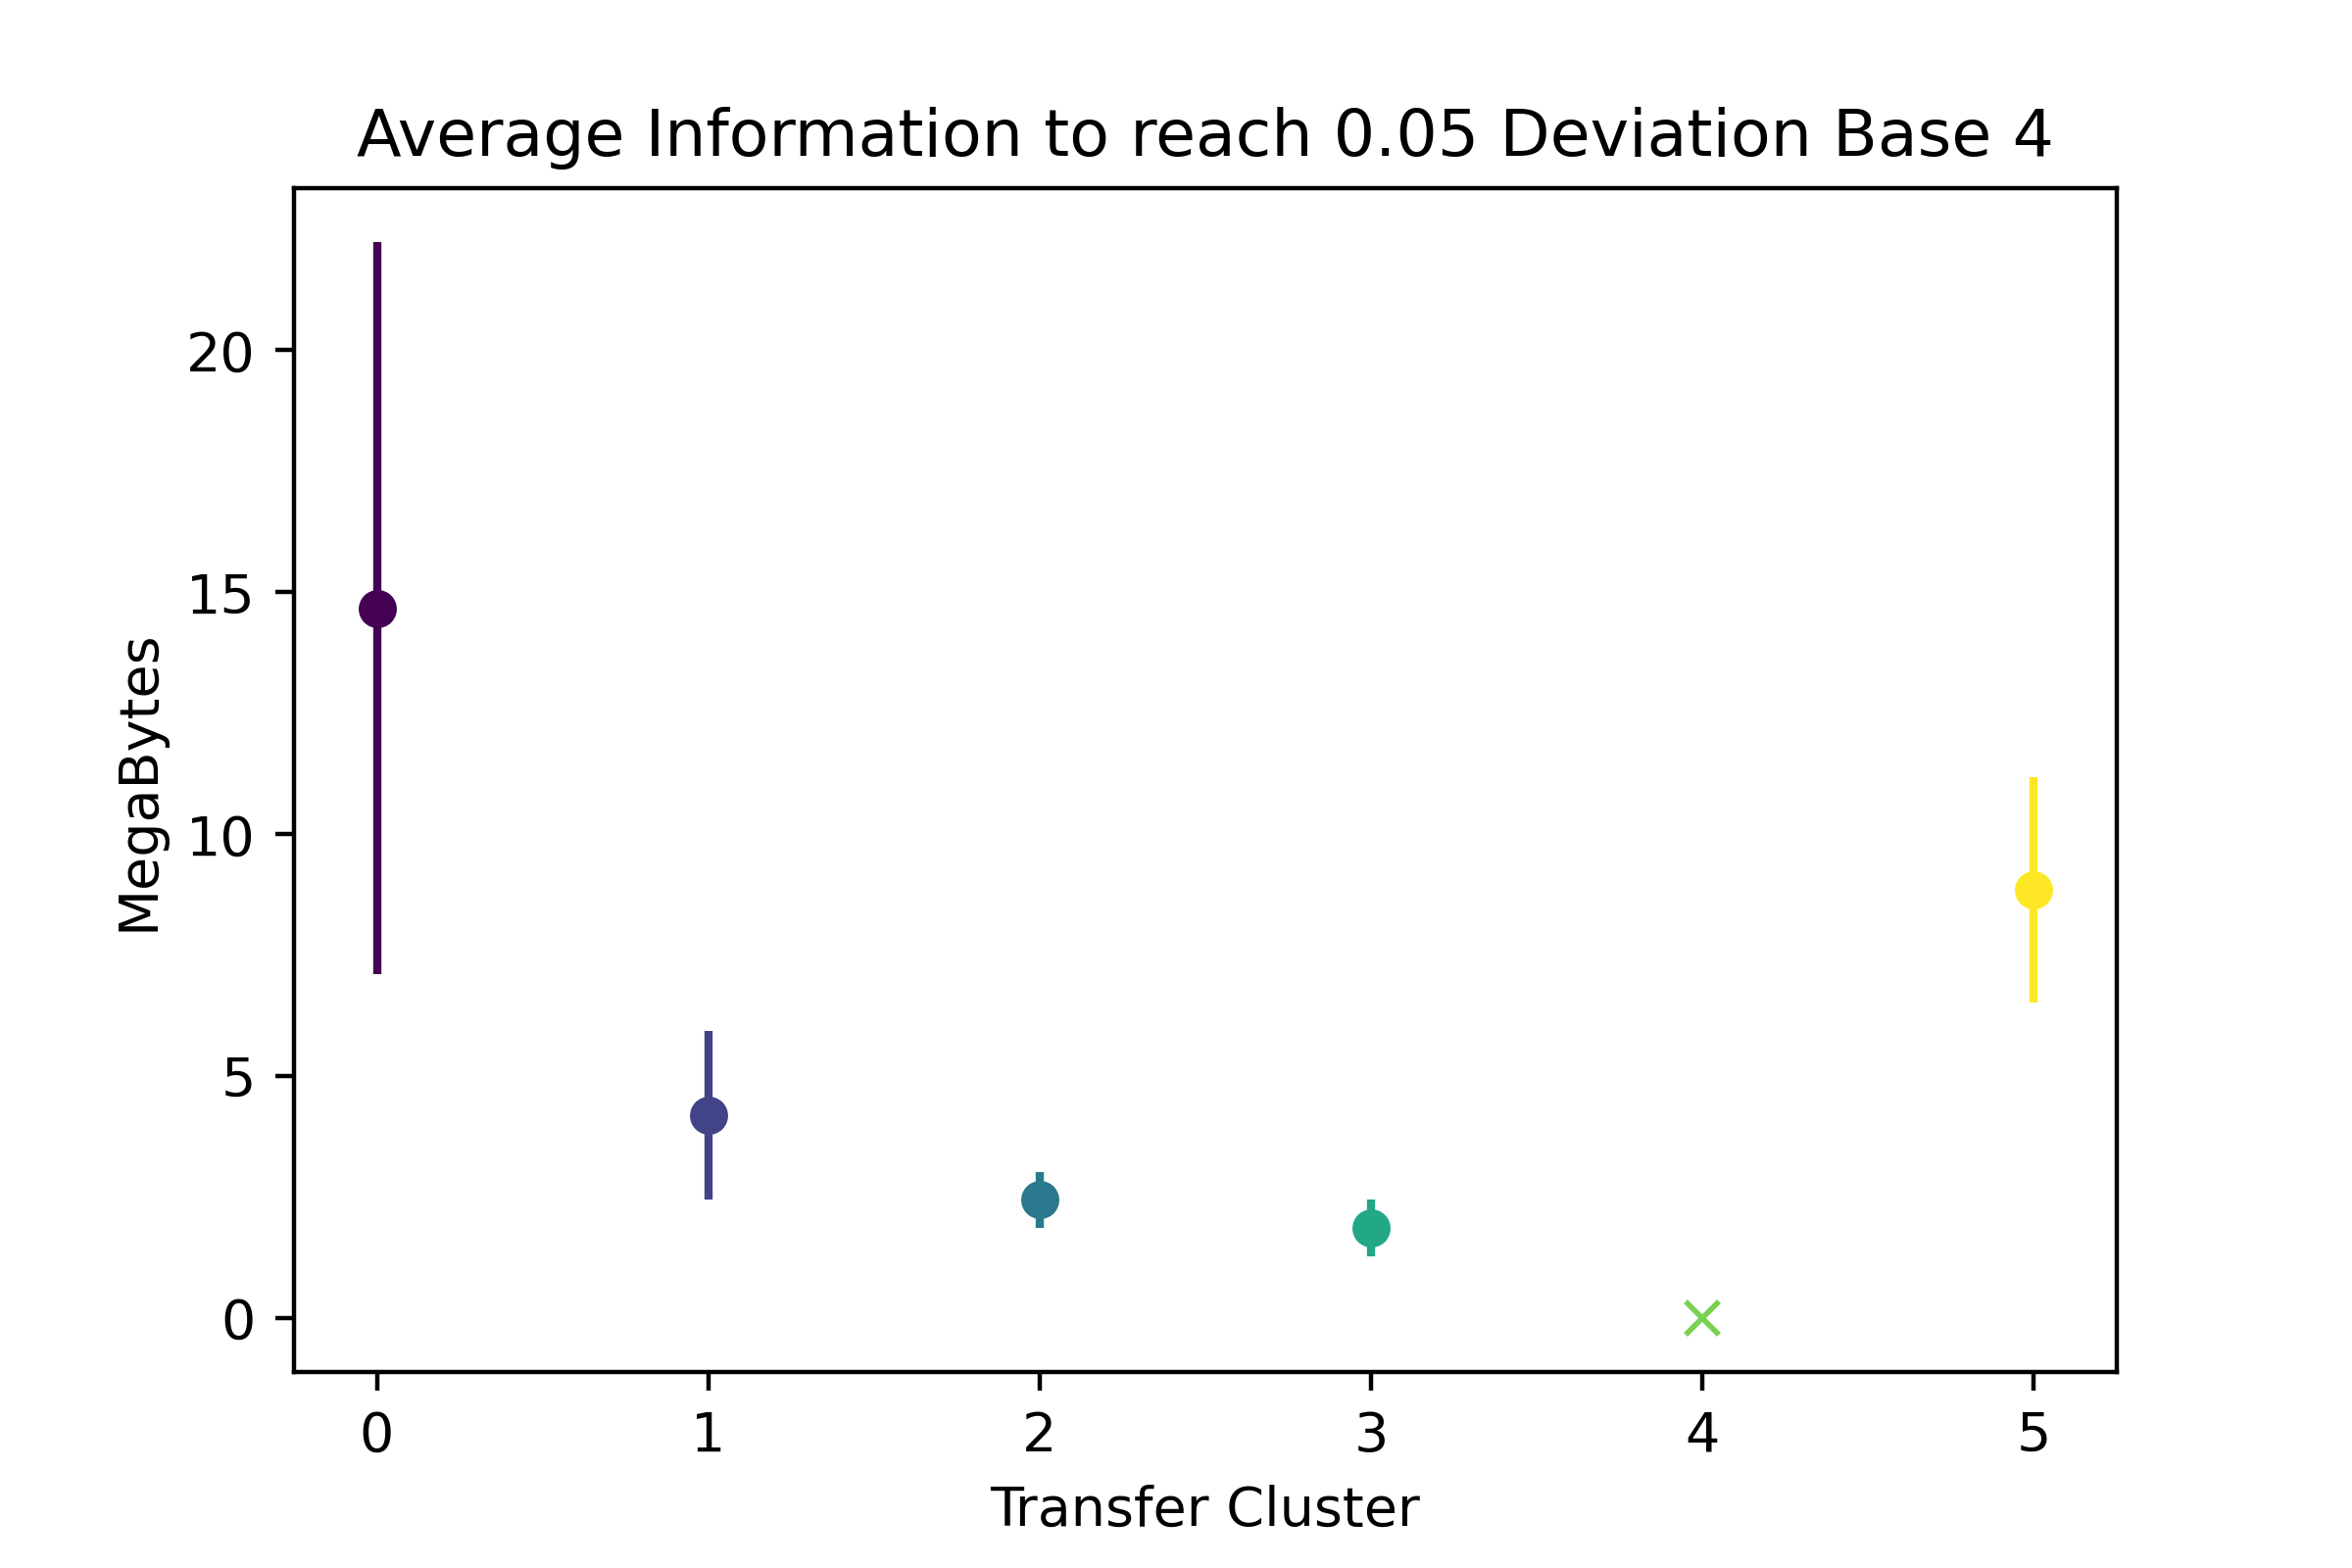 Average Information to reach 0.05 Deviation Base 4
MegaBytes
20
15
10
5
0
0 1 2 3 4 5
Transfer Cluster